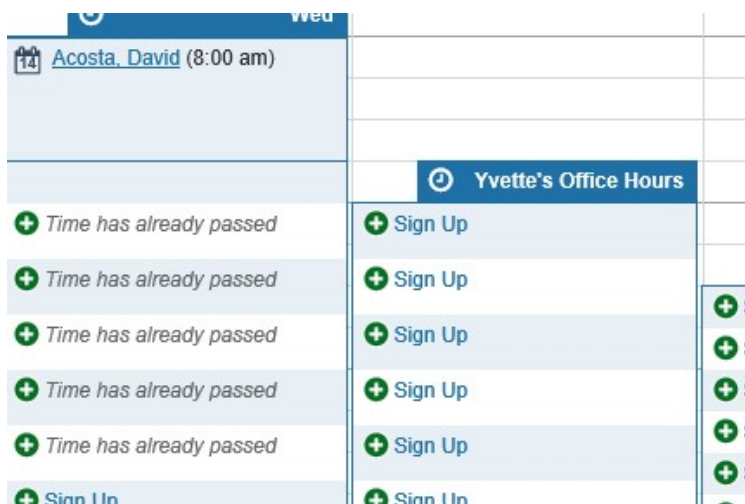 Wed
14 Acosta, David (8:00 am)
Yvette's Office Hours
Time has already passed Sign Up
Time has already passed Sign Up
Time has already passed Sign Up
Time has already passed Sign Up
Time has already passed Sign Up
Sign Up Sign Up